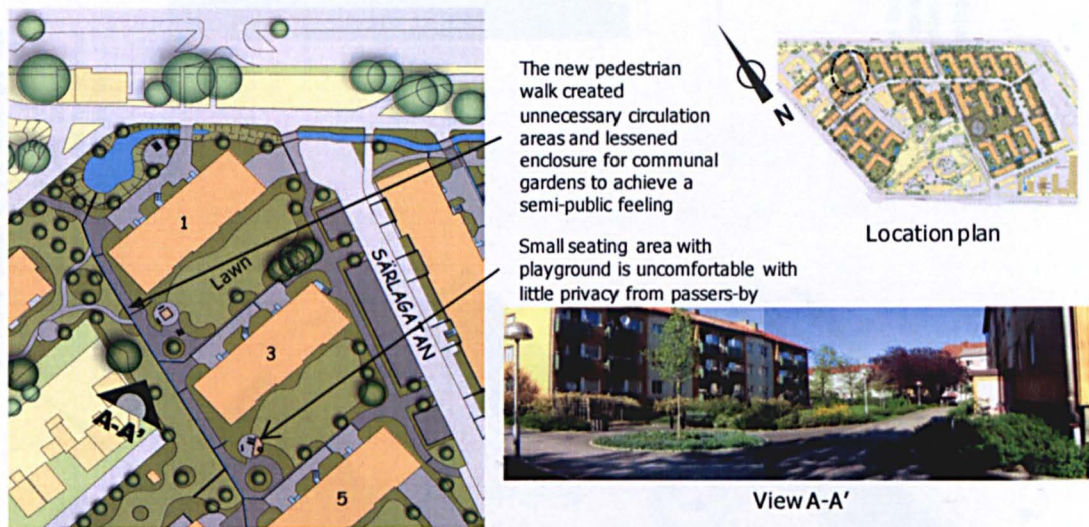 The new pedestrian
walk created
unnecessary circulation
areas and lessened
enclosure for communal
gardens to achieve a
semi-public feeling
Small seating area with
playground is uncomfortable with
little privacy from passers-by
N
Location plan
1
Lawn
3
SÄRLAGATAN
A-A'
5
View A-A'